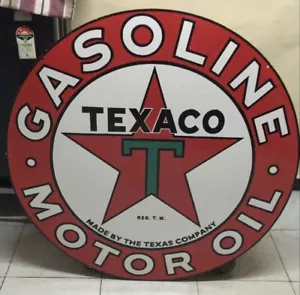 GASOLINE
TEXACO
T
REG. T. M.
MADE BY THE TEXAS COMPANY
· MOTOR OIL ·